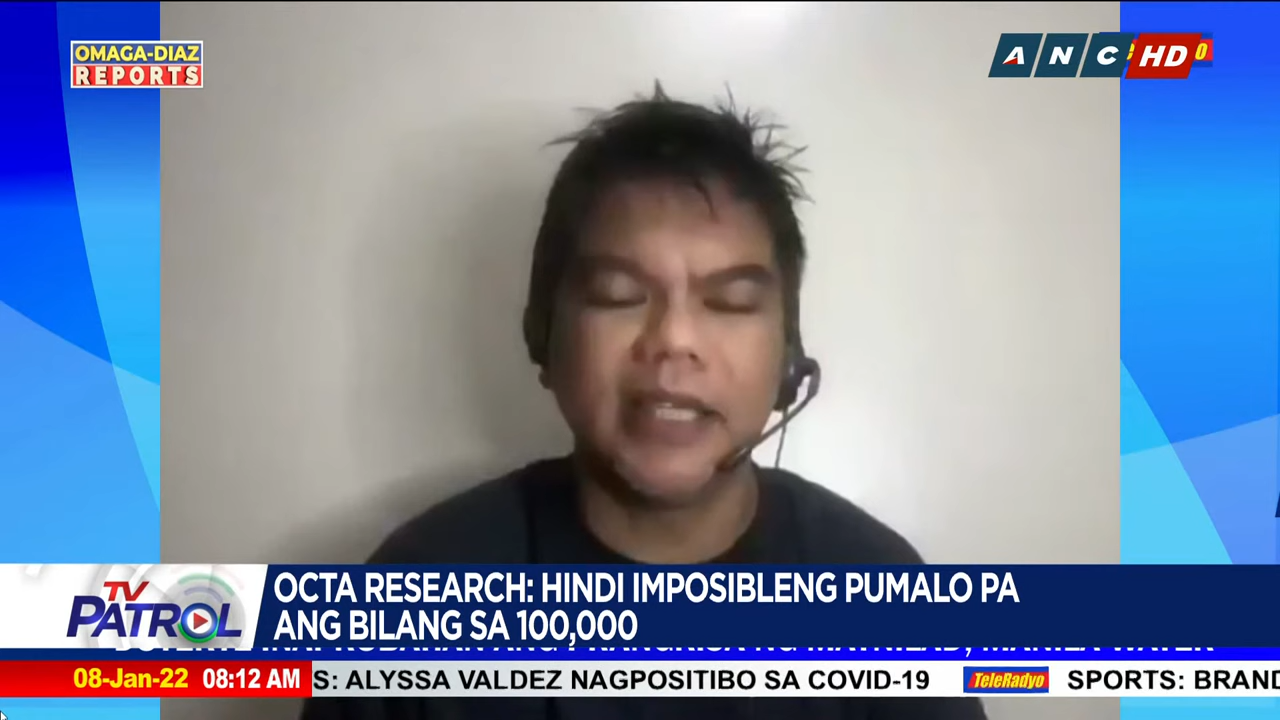 OMAGA-DIAZ
REPORTS
ANC HD
TV
PATROL
OCTA RESEARCH: HINDI IMPOSIBLENG PUMALO PA
ANG BILANG SA 100,000
08-Jan-22 08:12 AM
S: ALYSSA VALDEZ NAGPOSITIBO SA COVID-19 TeleRadyo SPORTS: BRAND